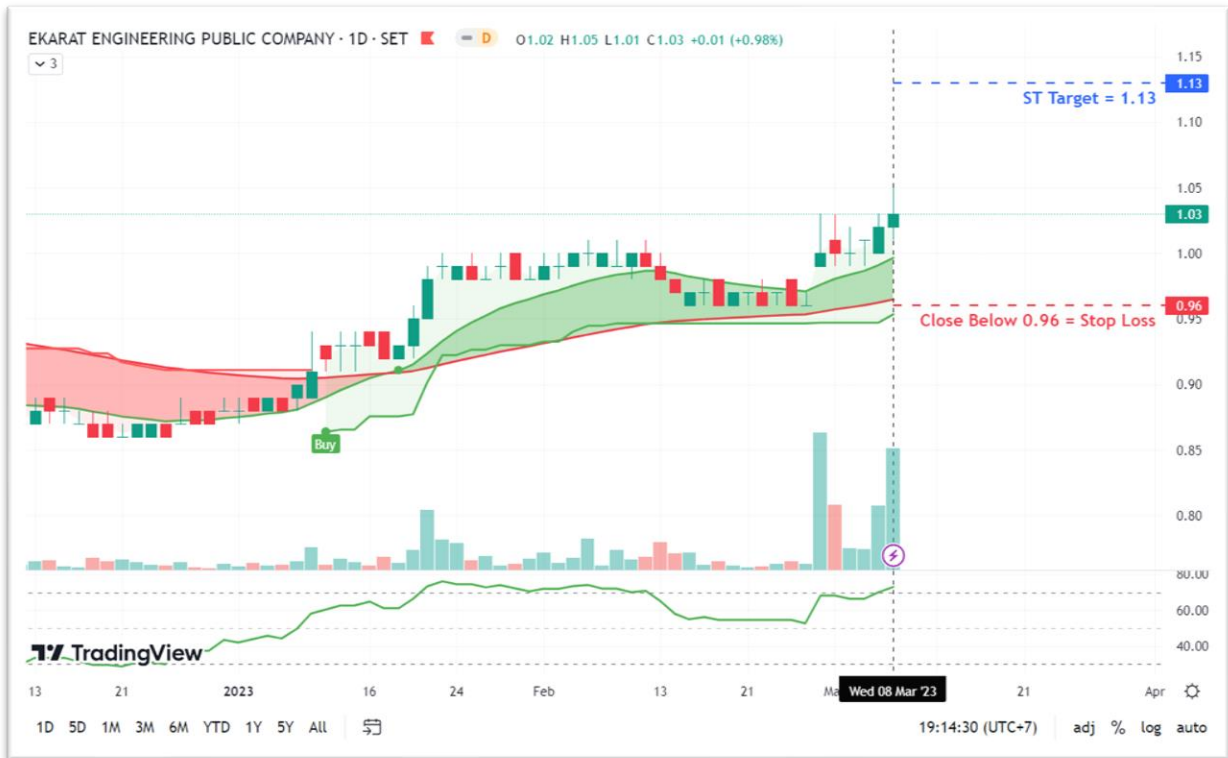 EKARAT ENGINEERING PUBLIC COMPANY · 1D · SET D O1.02 H1.05 L1.01 C1.03 +0.01 (+0.98%)
3
1.15
1.13
ST Target = 1.13
1.10
1.05
1.03
1.00
0.96
0.95
Close Below 0.96 = Stop Loss
0.90
Buy
0.85
0.80
80.00
60.00
40.00
TradingView
13 21 2023 16 24 Feb 13 21 Ma Wed 08 Mar '23 21 Apr
1D 5D 1M 3M 6M YTD 1Y 5Y All 19:14:30 (UTC+7) adj % log auto